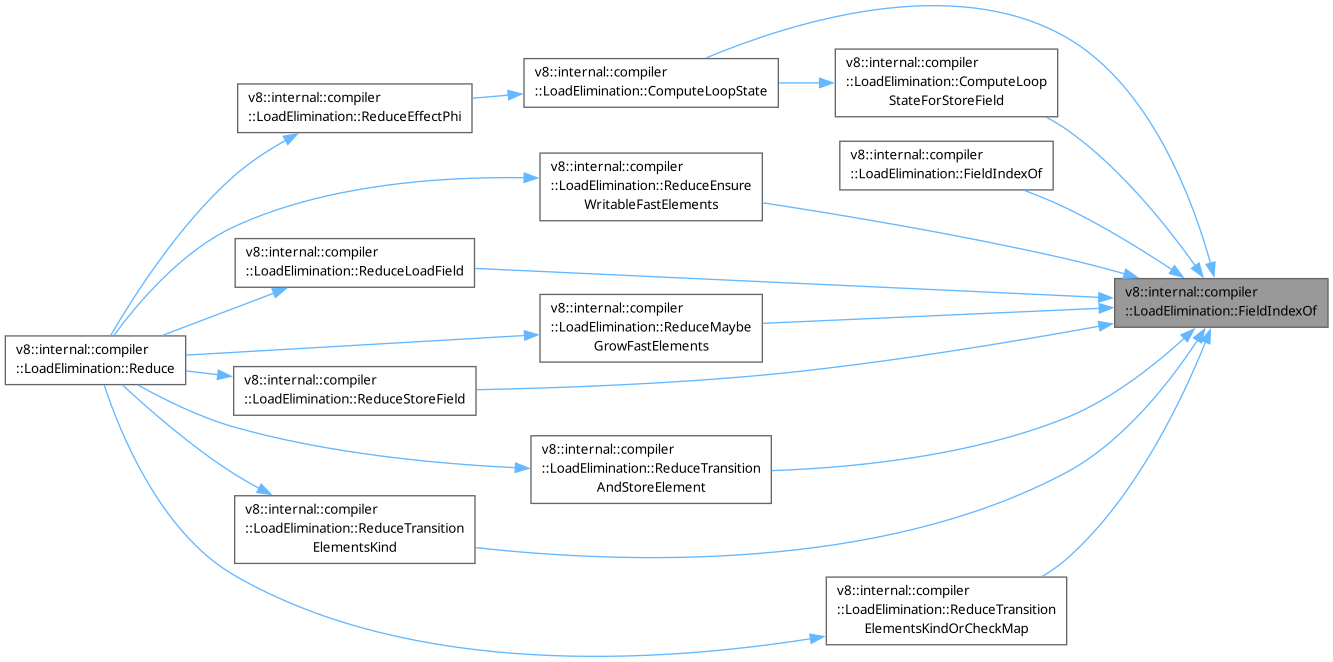 v8::internal::compiler
::LoadElimination::ComputeLoop
StateForStoreField
v8::internal::compiler
::LoadElimination::ComputeLoopState
v8::internal::compiler
::LoadElimination::ReduceEffectPhi
v8::internal::compiler
::LoadElimination::FieldIndexOf
v8::internal::compiler
::LoadElimination::ReduceEnsure
WritableFastElements
v8::internal::compiler
::LoadElimination::ReduceLoadField
v8::internal::compiler
::LoadElimination::FieldIndexOf
v8::internal::compiler
::LoadElimination::ReduceMaybe
GrowFastElements
v8::internal::compiler
::LoadElimination::Reduce
v8::internal::compiler
::LoadElimination::ReduceStoreField
v8::internal::compiler
::LoadElimination::ReduceTransition
AndStoreElement
v8::internal::compiler
::LoadElimination::ReduceTransition
ElementsKind
v8::internal::compiler
::LoadElimination::ReduceTransition
ElementsKindOrCheckMap